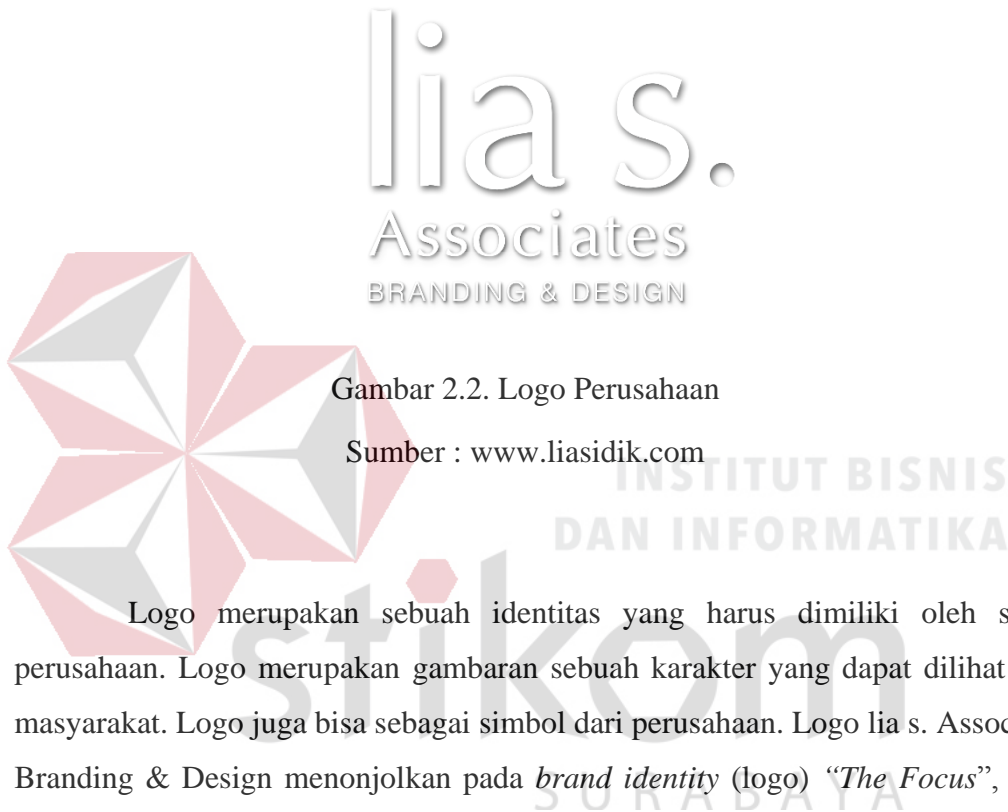 lia s.
Associates
BRANDING & DESIGN
Gambar 2.2. Logo Perusahaan
Sumber : www.liasidik.com
INSTITUT BISNIS
DAN INFORMATIKA
stikom
Logo merupakan sebuah identitas yang harus dimiliki oleh
perusahaan. Logo merupakan gambaran sebuah karakter yang dapat dilihat
masyarakat. Logo juga bisa sebagai simbol dari perusahaan. Logo lia s.
Branding & Design menonjolkan pada brand identity (logo) “The Focus”,
SURABAYA